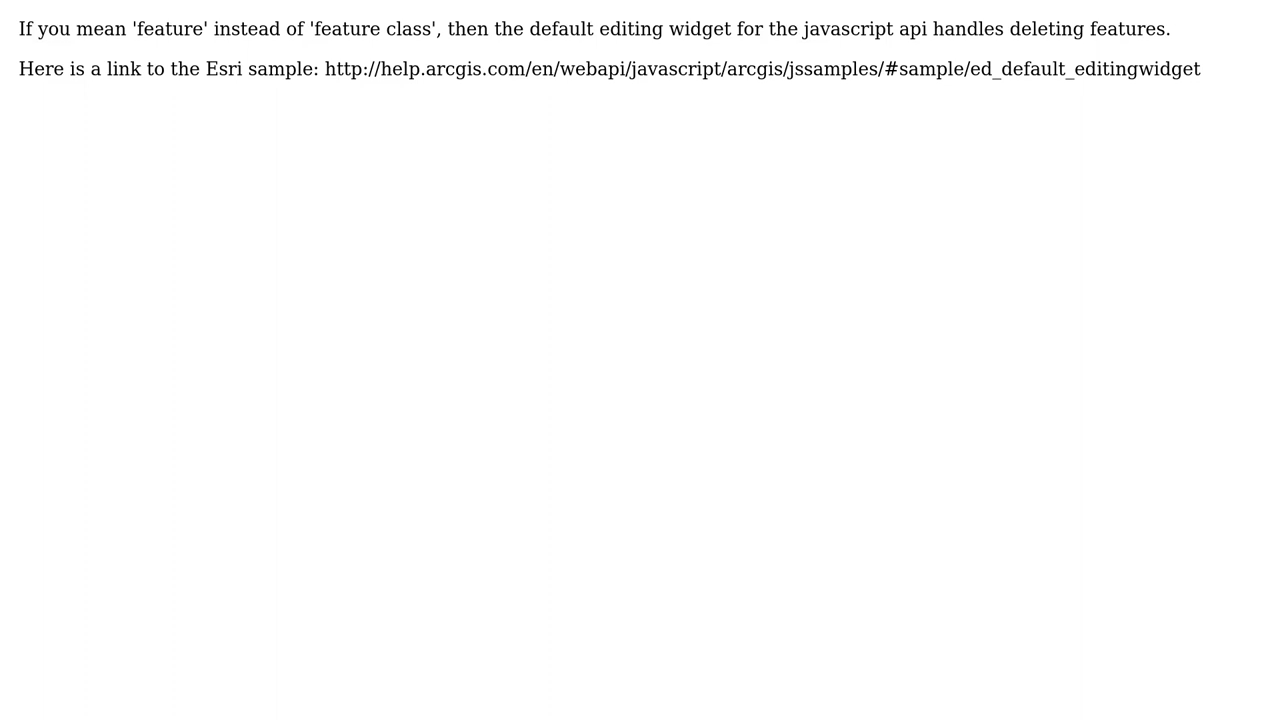 If you mean 'feature' instead of 'feature class', then the default editing widget for the javascript api handles deleting features.
Here is a link to the Esri sample: http://help.arcgis.com/en/webapi/javascript/arcgis/jssamples/#sample/ed_default_editingwidget